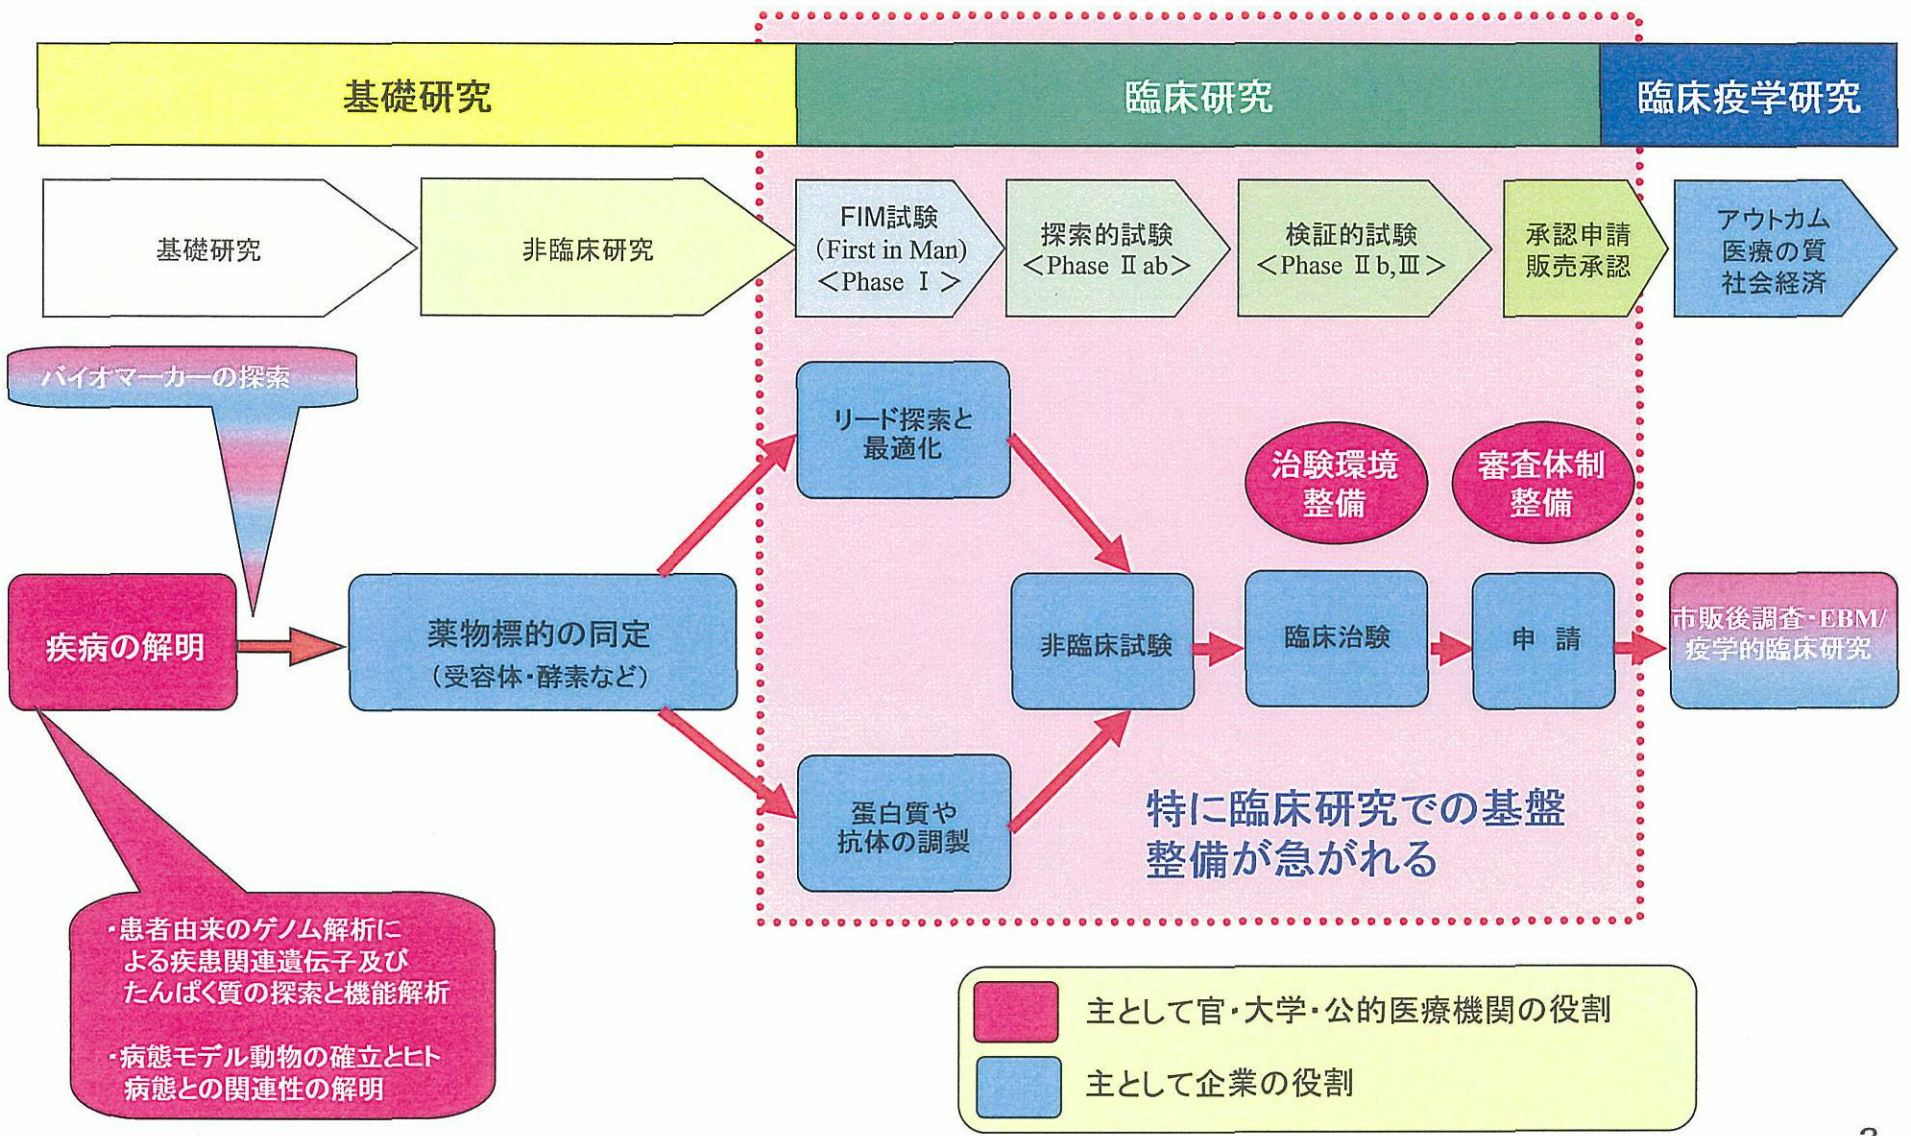 基礎研究
臨床研究
臨床疫学研究
基礎研究
非臨床研究
FIM試験
(First in Man)
<Phase Ⅰ>
探索的試験
<Phase Ⅱab>
検証的試験
<Phase Ⅱb,Ⅲ>
承認申請
販売承認
アウトカム
医療の質
社会経済
バイオマーカーの探索
リード探索と
最適化
治験環境
整備
審査体制
整備
疾病の解明
薬物標的の同定
(受容体・酵素など)
非臨床試験
臨床治験
申 請
市販後調査・EBM/
疫学的臨床研究
蛋白質や
抗体の調製
特に臨床研究での基盤
整備が急がれる
・患者由来のゲノム解析に
よる疾患関連遺伝子及び
たんぱく質の探索と機能解析
・病態モデル動物の確立とヒト
病態との関連性の解明
主として官・大学・公的医療機関の役割
主として企業の役割